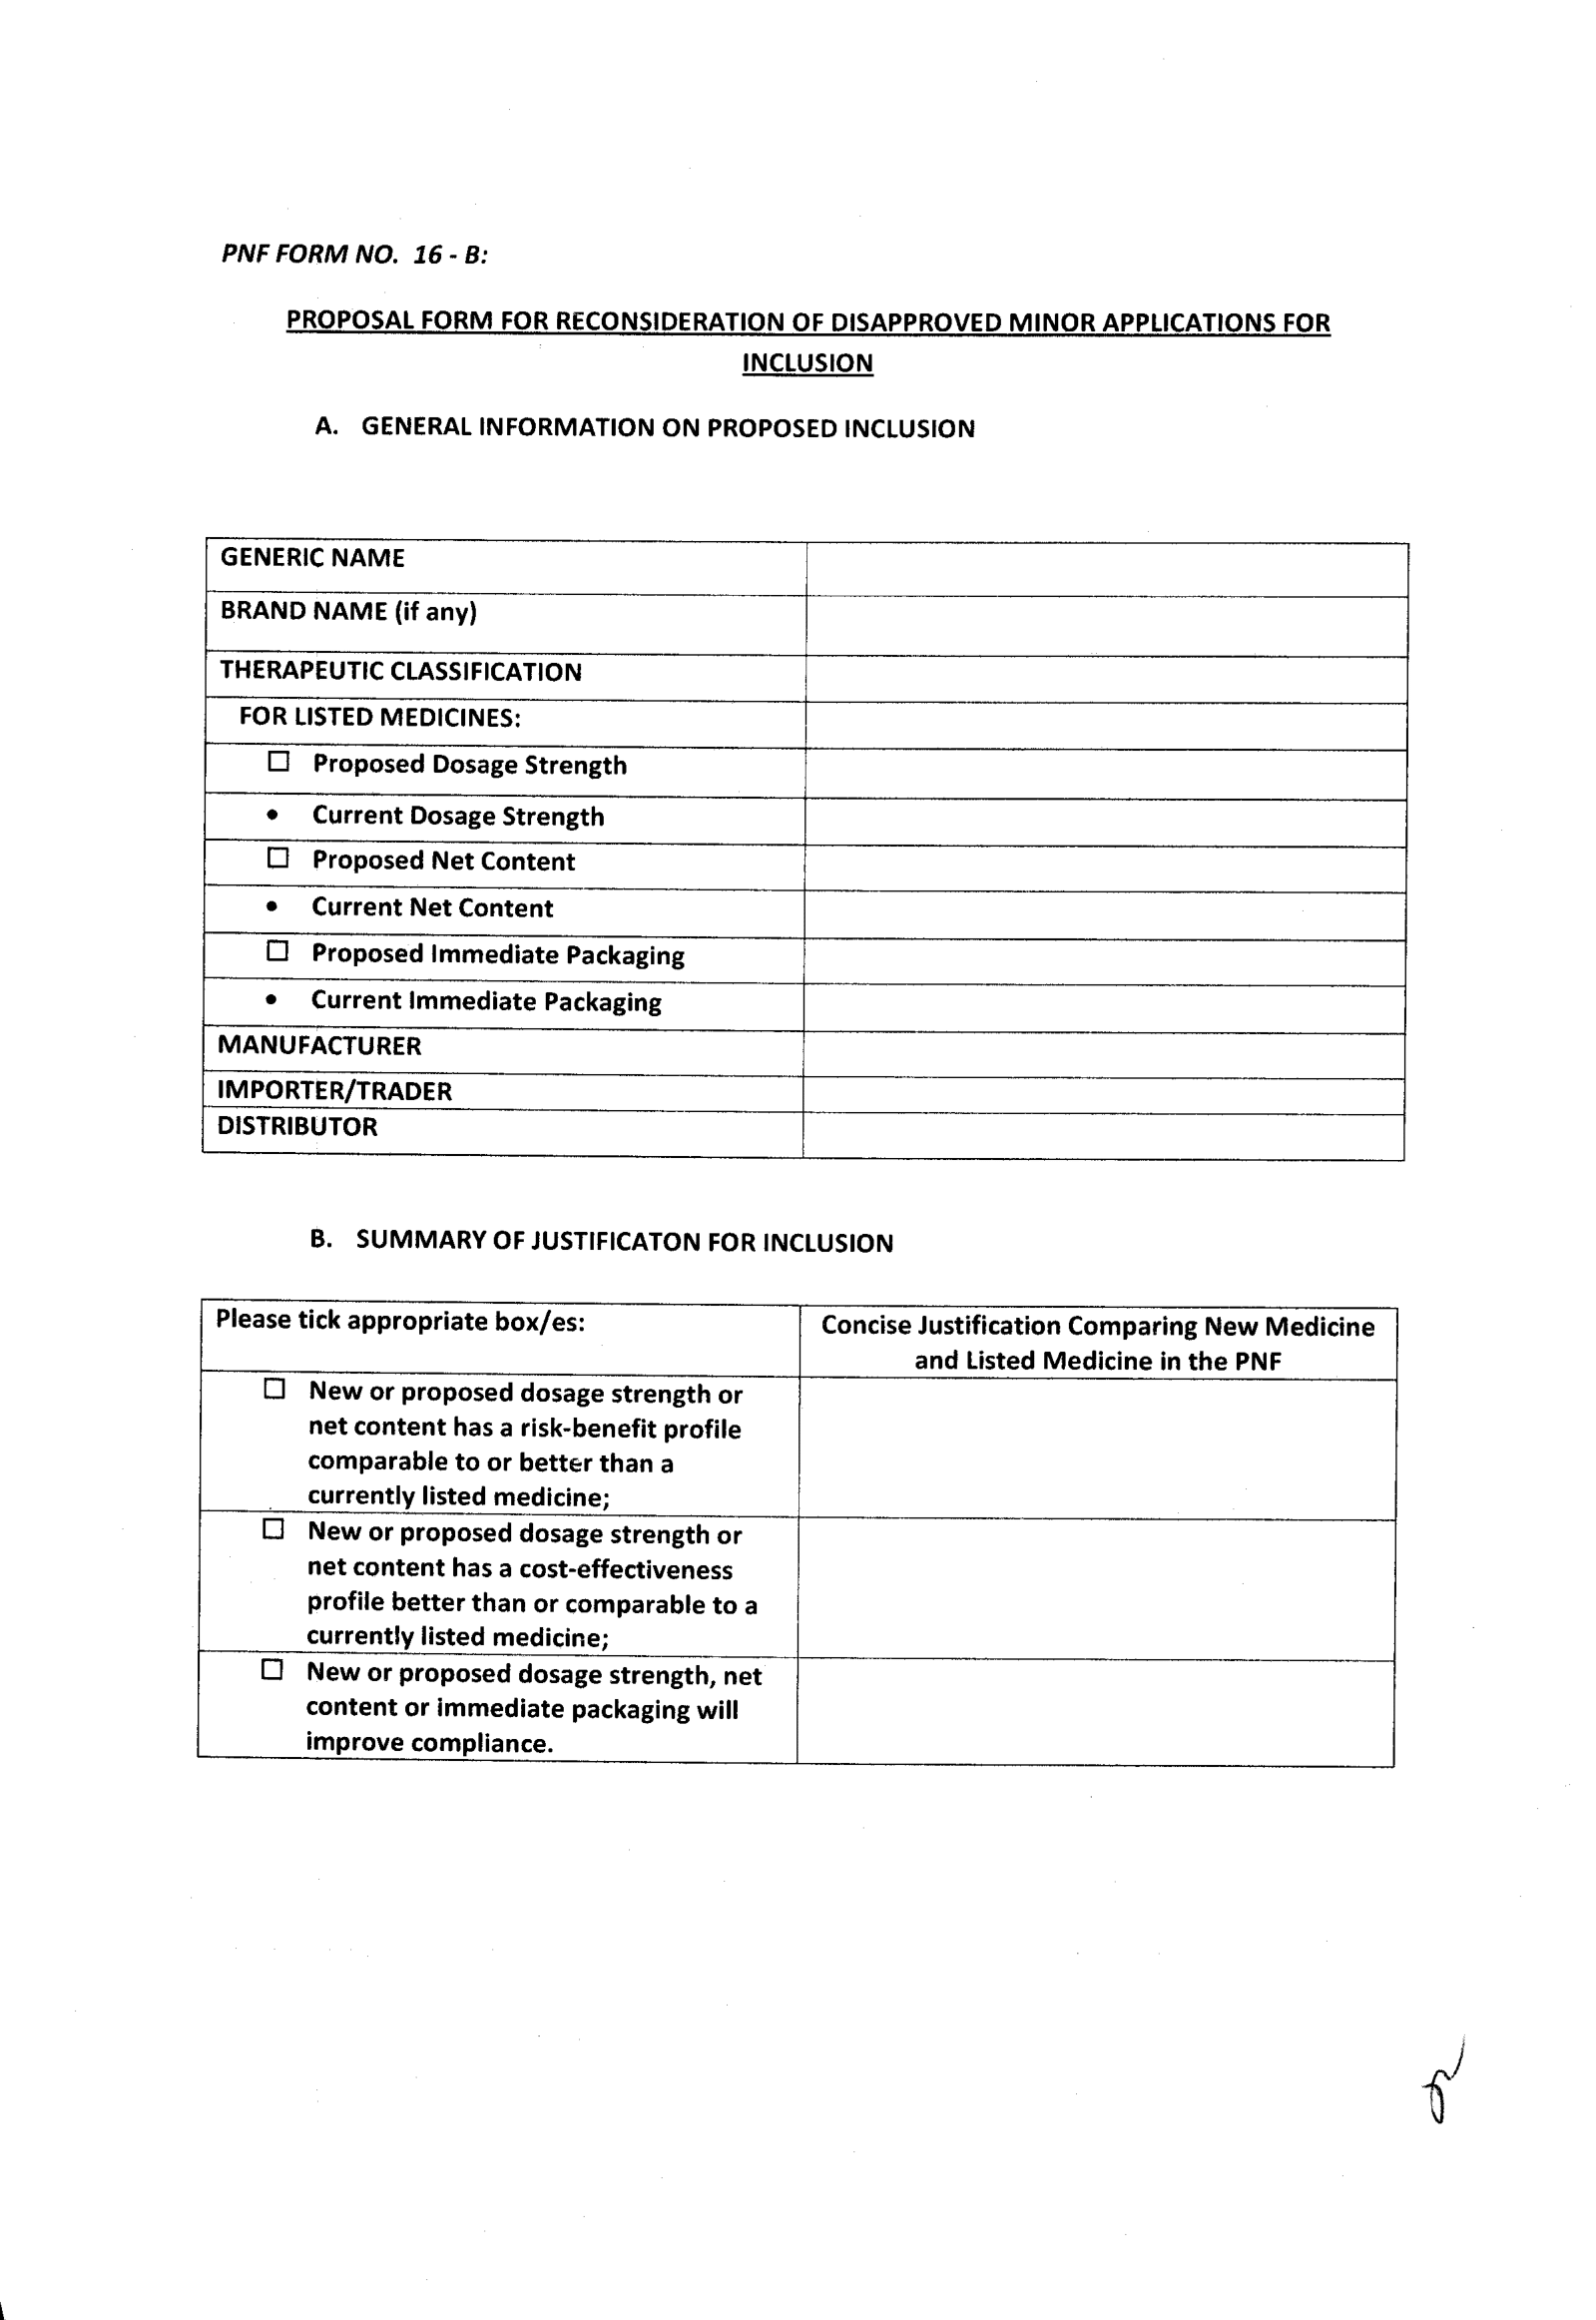 PNF FORM NO. 16 - B:
PROPOSAL FORM FOR RECONSIDERATION OF DISAPPROVED MINOR APPLICATIONS FOR
INCLUSION
A. GENERAL INFORMATION ON PROPOSED INCLUSION
GENERIC NAME
BRAND NAME (if any)
THERAPEUTIC CLASSIFICATION
FOR LISTED MEDICINES:
☐ Proposed Dosage Strength
• Current Dosage Strength
☐ Proposed Net Content
• Current Net Content
☐ Proposed Immediate Packaging
• Current Immediate Packaging
MANUFACTURER
IMPORTER/TRADER
DISTRIBUTOR
B. SUMMARY OF JUSTIFICATON FOR INCLUSION
Please tick appropriate box/es:
Concise Justification Comparing New Medicine
and Listed Medicine in the PNF
☐ New or proposed dosage strength or
net content has a risk-benefit profile
comparable to or better than a
currently listed medicine;
☐ New or proposed dosage strength or
net content has a cost-effectiveness
profile better than or comparable to a
currently listed medicine;
☐ New or proposed dosage strength, net
content or immediate packaging will
improve compliance.